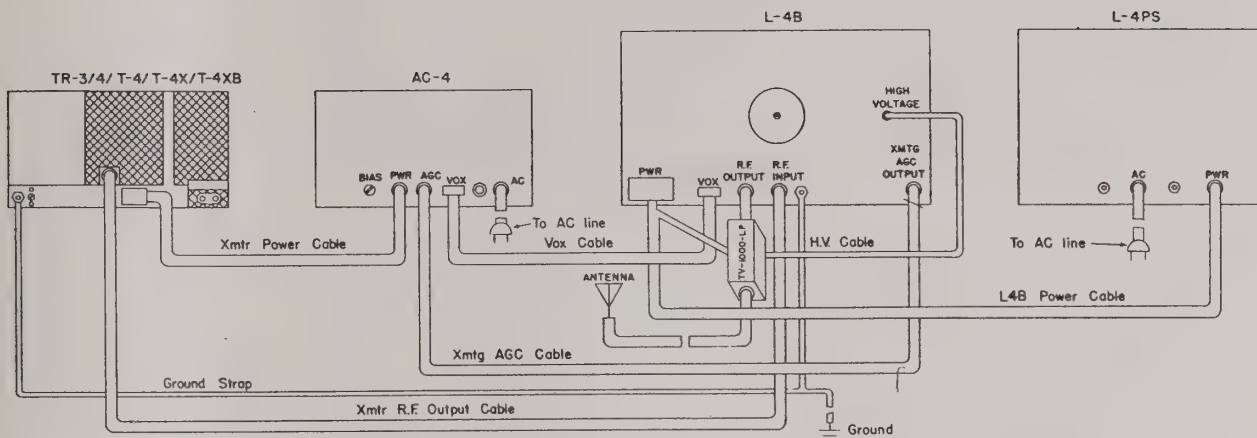 L-4B
L-4PS
TR-3/4/ T-4/ T-4X/ T-4XB
AC-4
HIGH
VOLTAGE
XMTG
AGC
OUTPUT
BIAS
PWR
AGC
VOX
AC
PWR
VOX
R.F.
OUTPUT
R.F.
INPUT
AC
PWR
To AC line
Xmtr Power Cable
Vox Cable
TV-1000-LP
H.V. Cable
To AC line
ANTENNA
L4B Power Cable
Xmtg AGC Cable
Ground Strap
Xmtr R.F. Output Cable
Ground